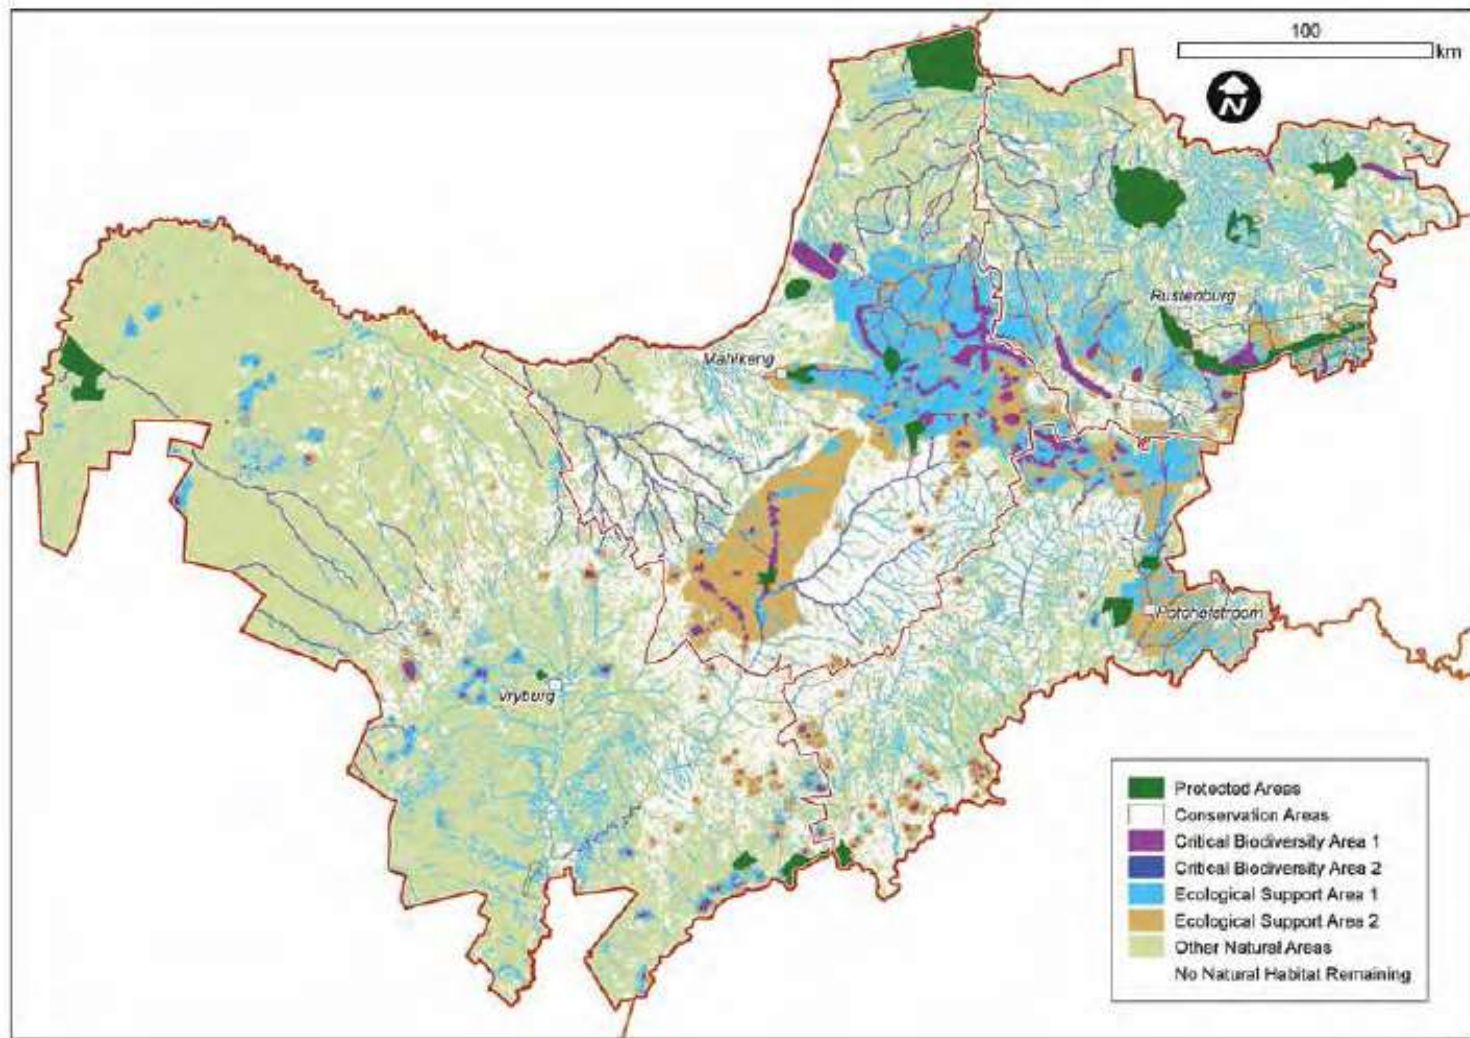 100
km
N
Rustenburg
Mahikeng
Potchefstroom
Vryburg
Protected Areas
Conservation Areas
Critical Biodiversity Area 1
Critical Biodiversity Area 2
Ecological Support Area 1
Ecological Support Area 2
Other Natural Areas
No Natural Habitat Remaining